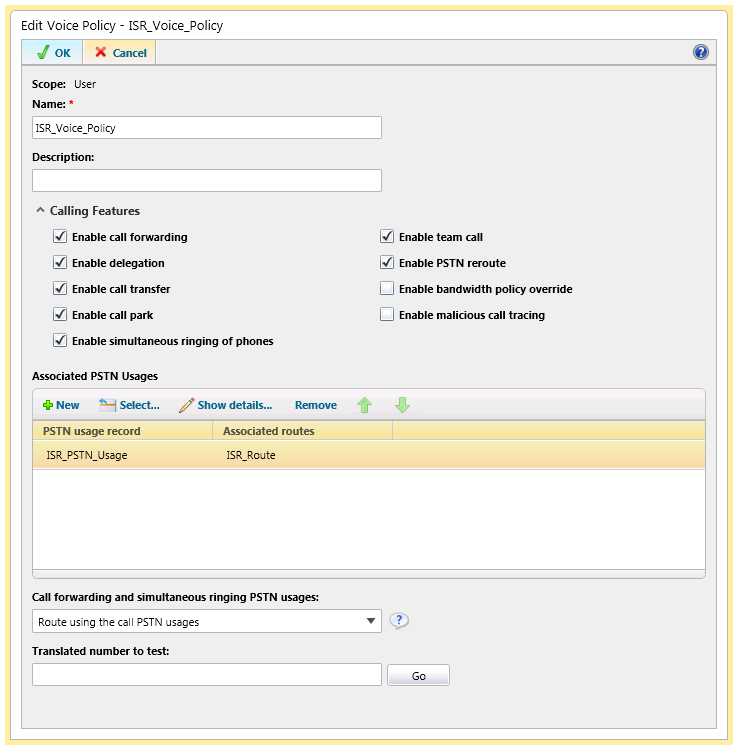 Edit Voice Policy - ISR_Voice_Policy
OK Cancel ?
Scope: User
Name: *
ISR_Voice_Policy
Description:
Calling Features
Enable call forwarding Enable team call
Enable delegation Enable PSTN reroute
Enable call transfer Enable bandwidth policy override
Enable call park Enable malicious call tracing
Enable simultaneous ringing of phones
Associated PSTN Usages
New Select... Show details... Remove
PSTN usage record Associated routes
ISR_PSTN_Usage ISR_Route
Call forwarding and simultaneous ringing PSTN usages:
Route using the call PSTN usages ?
Translated number to test:
Go